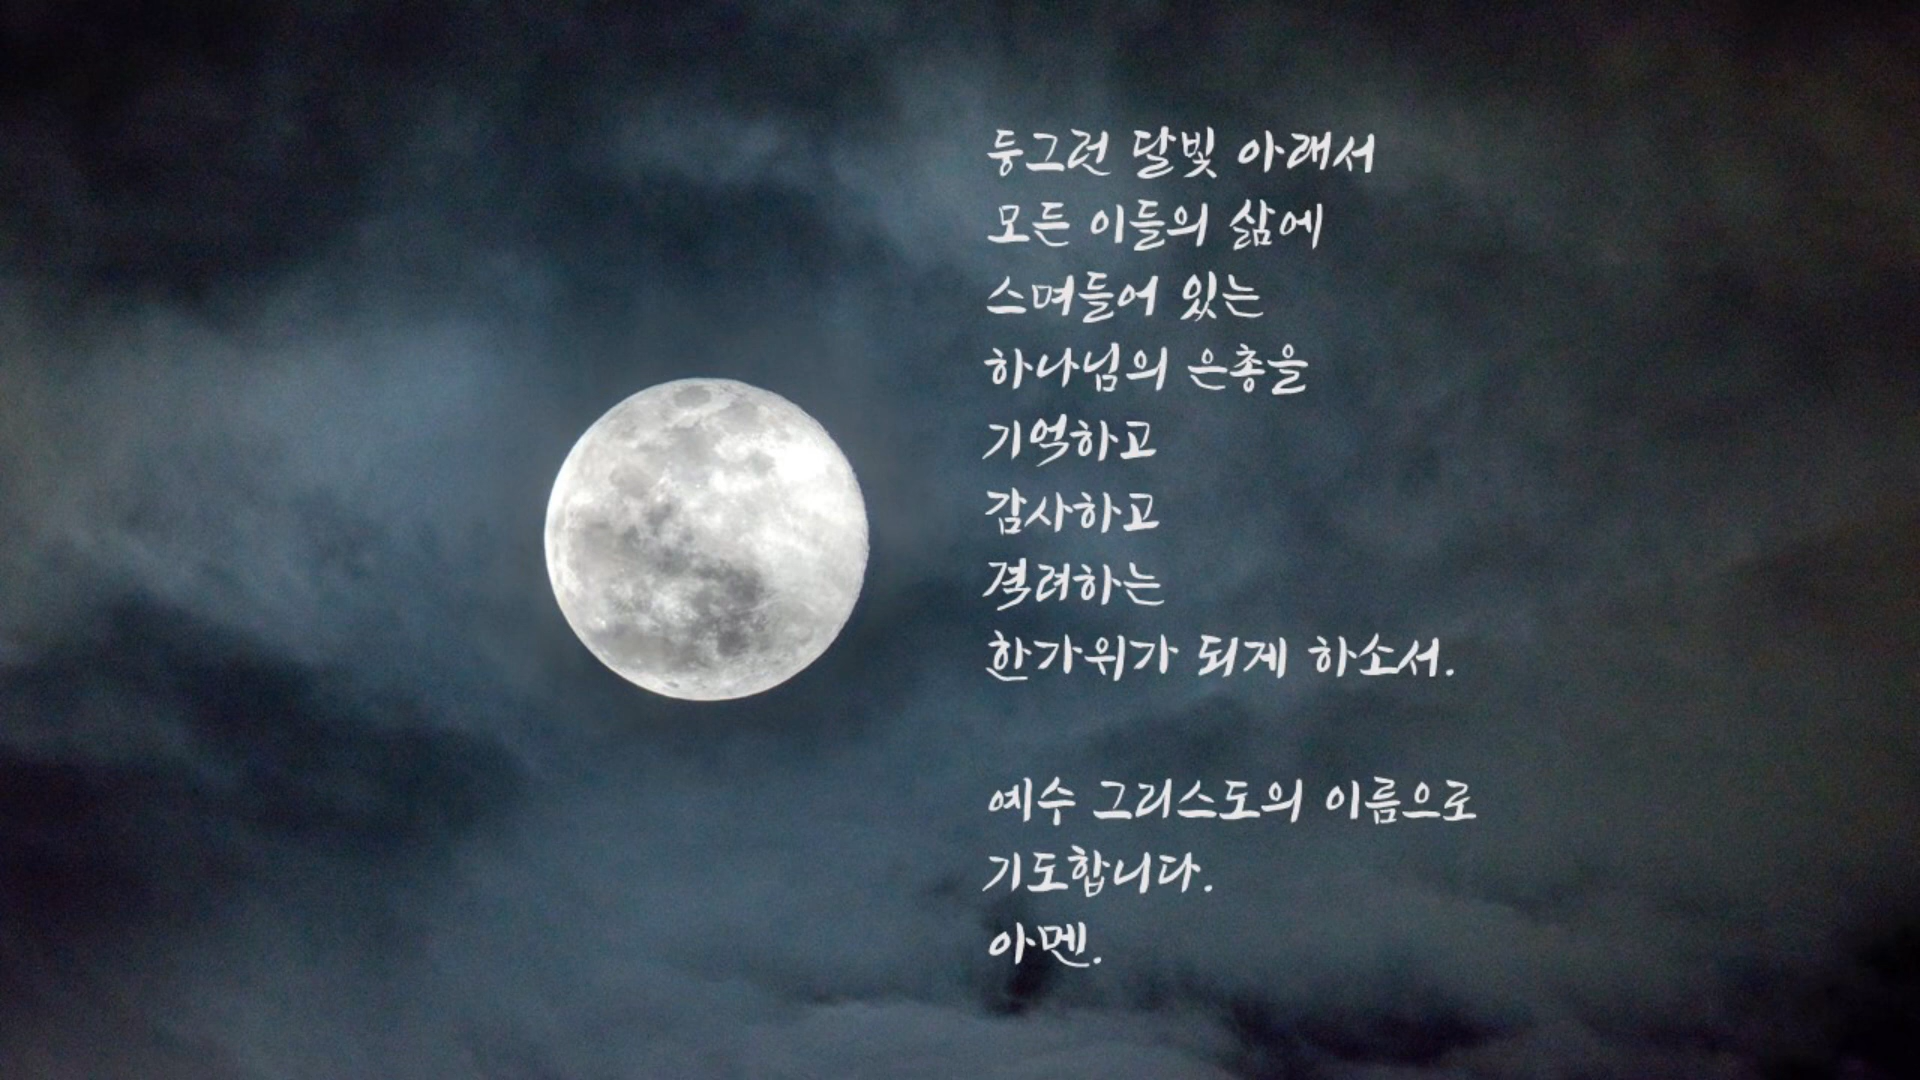 둥그런 달빛 아래서
모든 이들의 삶에
스며들어 있는
하나님의 은총을
기억하고
감사하고
격려하는
한가위가 되게 하소서.
예수 그리스도의 이름으로
기도합니다.
아멘.